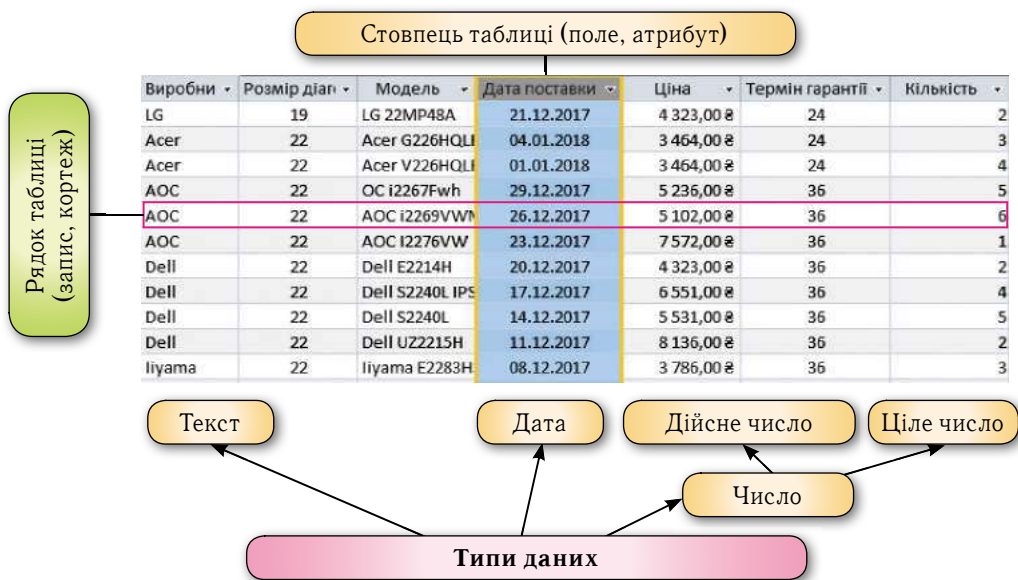 Стовпець таблиці (поле, атрибут)
Рядок таблиці
(запис, кортеж)
Виробни Розмір діаг Модель Дата поставки Ціна Термін гарантії Кількість
LG 19 LG 22MP48A 21.12.2017 4 323,00 ₴ 24 2
Acer 22 Acer G226HQLI 04.01.2018 3 464,00 ₴ 24 3
Acer 22 Acer V226HQLI 01.01.2018 3 464,00 ₴ 24 4
AOC 22 OC i2267Fwh 29.12.2017 5 236,00 ₴ 36 5
AOC 22 AOC i2269VWM 26.12.2017 5 102,00 ₴ 36 6
AOC 22 AOC I2276VW 23.12.2017 7 572,00 ₴ 36 1
Dell 22 Dell E2214H 20.12.2017 4 323,00 ₴ 36 2
Dell 22 Dell S2240L IPS 17.12.2017 6 551,00 ₴ 36 4
Dell 22 Dell S2240L 14.12.2017 5 531,00 ₴ 36 5
Dell 22 Dell UZ2215H 11.12.2017 8 136,00 ₴ 36 2
Iiyama 22 Iiyama E2283H 08.12.2017 3 786,00 ₴ 36 3
Текст Дата Дійсне число Ціле число
Число
Типи даних